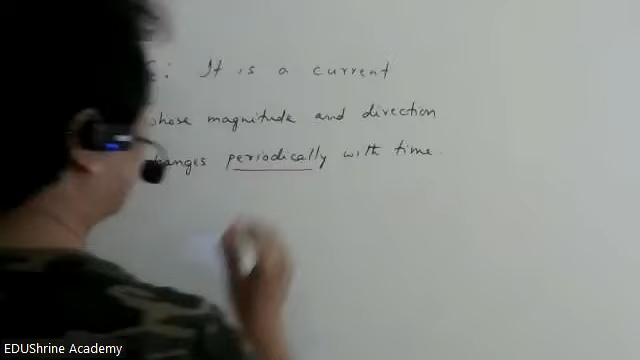 : It is a current
whose magnitude and direction
changes periodically with time.
EDUShrine Academy